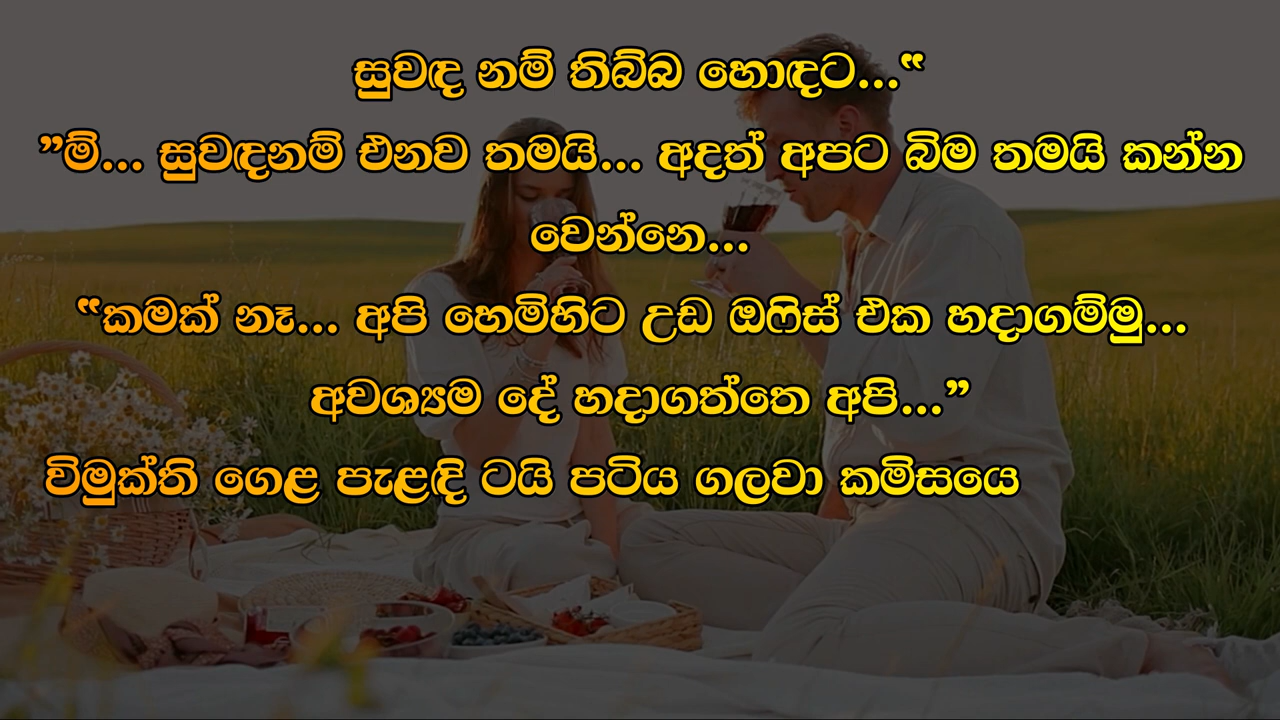 සුවඳ නම් තිබ්බ හොඳට...“
”ම්... සුවඳනම් එනව තමයි... අදත් අපට බිම තමයි කන්න
වෙන්නෙ...
“කමක් නෑ... අපි හෙමිහිට උඩ ඔෆිස් එක හදාගම්මු...
අවශ්‍යම දේ හදාගත්තෙ අපි...”
විමුක්ති ගෙළ පැළඳි ටයි පටිය ගලවා කමිසයෙ